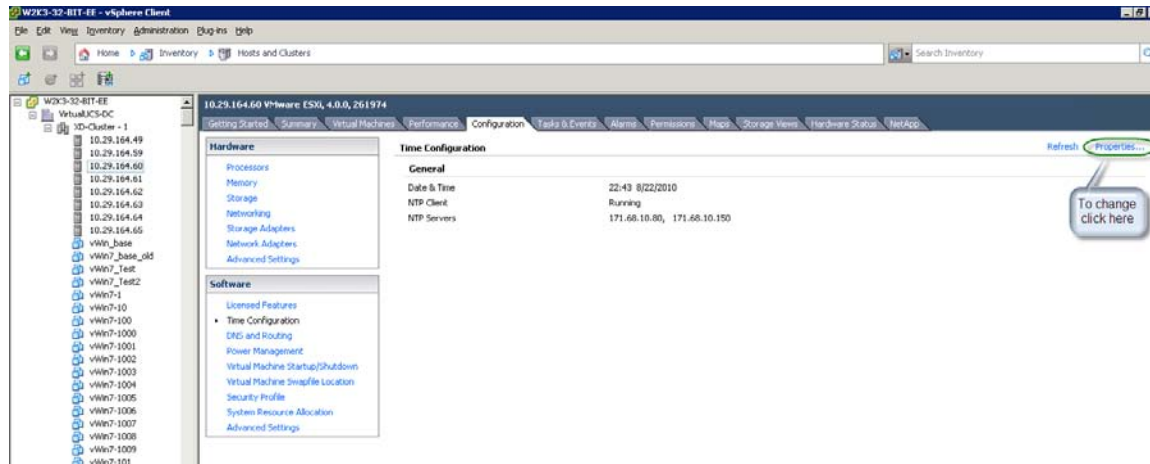 W2K3-32-BIT-EE - vSphere Client
File Edit View Inventory Administration Plug-ins Help
Home Inventory Hosts and Clusters
Search Inventory
W2K3-32-BIT-EE
VirtualUCS-DC
XD-Cluster - 1
10.29.164.49
10.29.164.59
10.29.164.60
10.29.164.61
10.29.164.62
10.29.164.63
10.29.164.64
10.29.164.65
vWin_base
vWin7_base_old
vWin7_Test
vWin7_Test2
vWin7-1
vWin7-10
vWin7-100
vWin7-1000
vWin7-1001
vWin7-1002
vWin7-1003
vWin7-1004
vWin7-1005
vWin7-1006
vWin7-1007
vWin7-1008
vWin7-1009
vWin7-101
10.29.164.60 VMware ESXi, 4.0.0, 261974
Getting Started Summary Virtual Machines Performance Configuration Tasks & Events Alarms Permissions Maps Storage Views Hardware Status NetApp
Hardware
Processors
Memory
Storage
Networking
Storage Adapters
Network Adapters
Advanced Settings
Software
Licensed Features
Time Configuration
DNS and Routing
Power Management
Virtual Machine Startup/Shutdown
Virtual Machine Swapfile Location
Security Profile
System Resource Allocation
Advanced Settings
Time Configuration
Refresh Properties...
General
Date & Time 22:43 8/22/2010
NTP Client Running
NTP Servers 171.68.10.80, 171.68.10.150
To change
click here